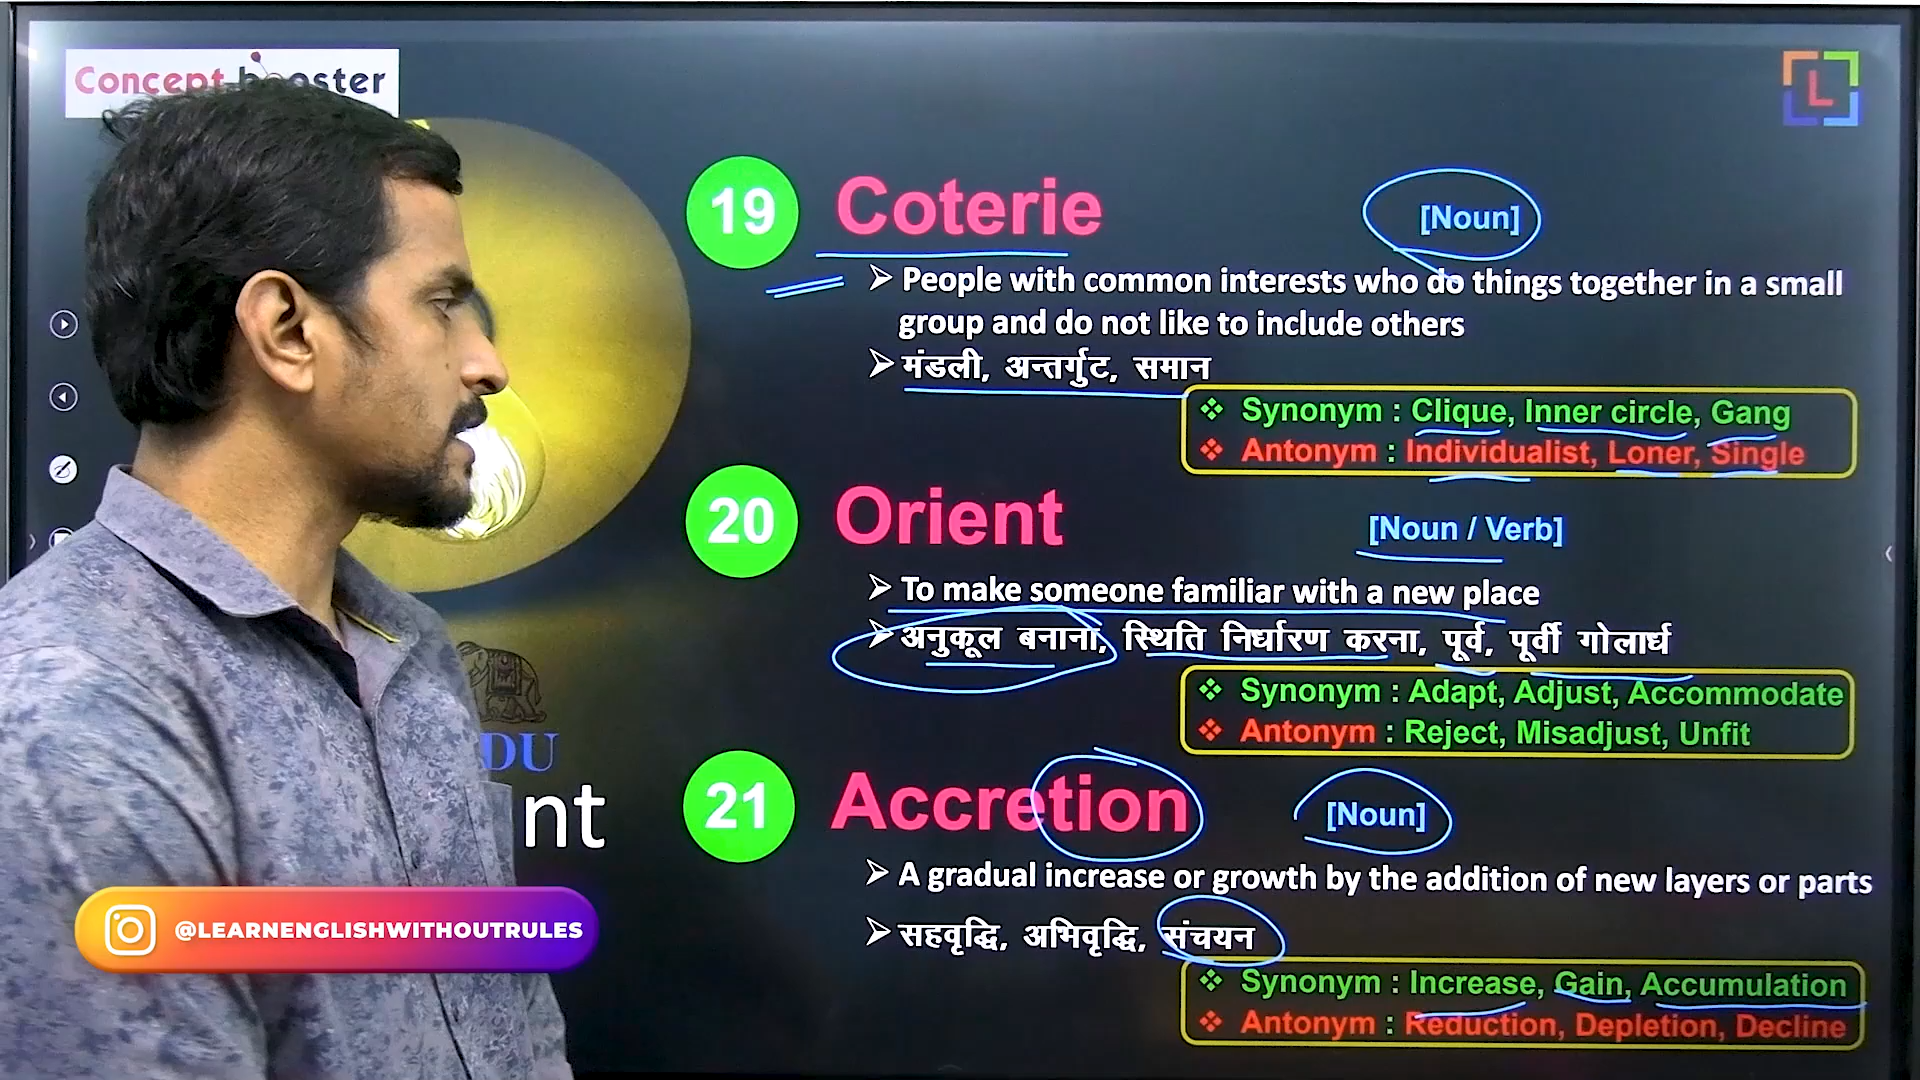 Concept booster
L
19 Coterie [Noun]
➢ People with common interests who do things together in a small
group and do not like to include others
➢ मंडली, अन्तर्गुट, समान
❖ Synonym : Clique, Inner circle, Gang
❖ Antonym : Individualist, Loner, Single
20 Orient [Noun / Verb]
➢ To make someone familiar with a new place
➢ अनुकूल बनाना, स्थिति निर्धारण करना, पूर्व, पूर्वी गोलार्ध
❖ Synonym : Adapt, Adjust, Accommodate
❖ Antonym : Reject, Misadjust, Unfit
DU
nt
21 Accretion [Noun]
➢ A gradual increase or growth by the addition of new layers or parts
➢ सहवृद्धि, अभिवृद्धि, संचयन
❖ Synonym : Increase, Gain, Accumulation
❖ Antonym : Reduction, Depletion, Decline
@LEARNENGLISHWITHOUTRULES